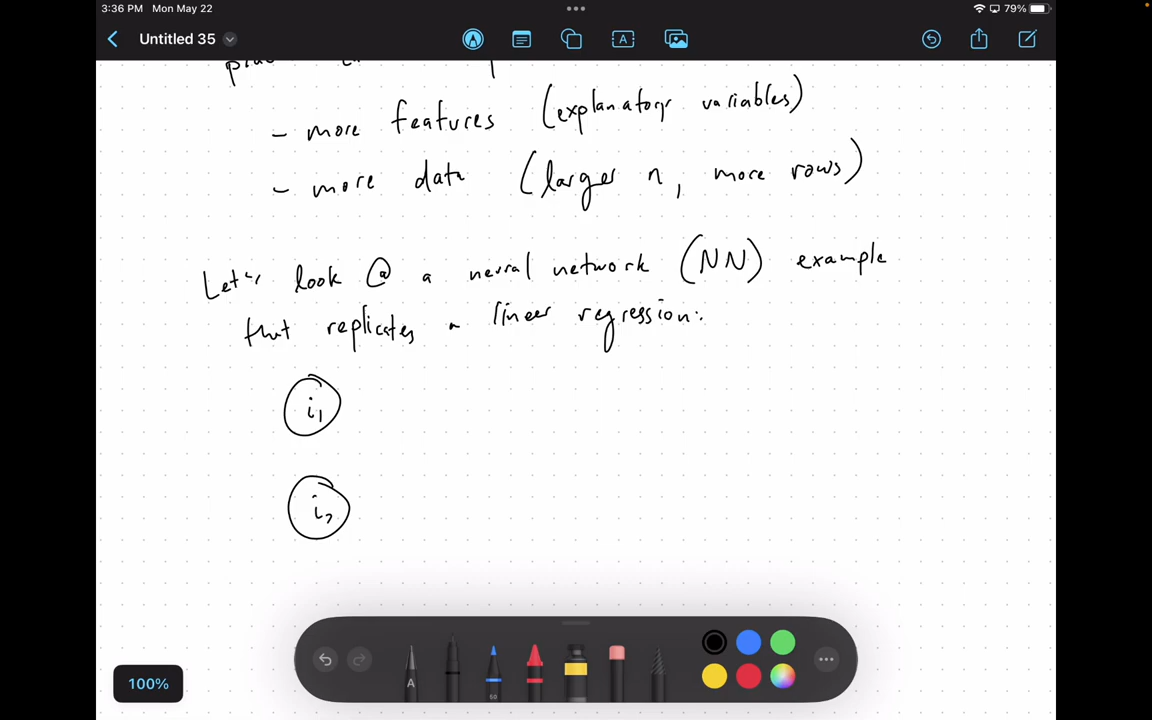 3:36 PM Mon May 22
79%
Untitled 35
- more features (explanatory variables)
- more data (larger n, more rows)
Let's look @ a neural network (NN) example
that replicates a linear regression:
i1
i2
A
50
100%